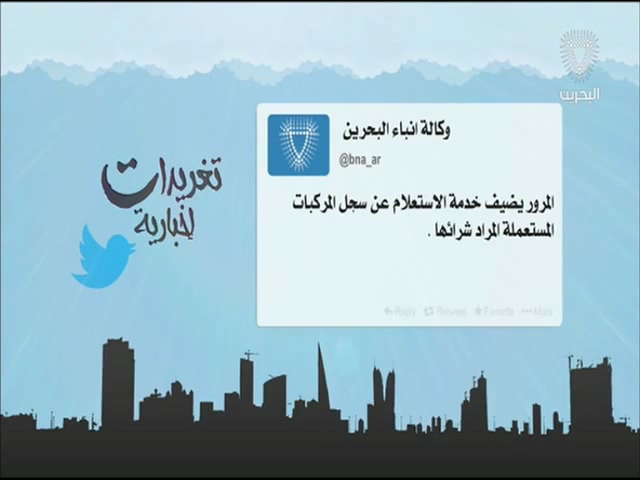 البحرين
وكالة انباء البحرين
@bna_ar
تغريدات
إخبارية
المرور يضيف خدمة الاستعلام عن سجل المركبات
المستعملة المراد شرائها .
Reply Retweet Favorite More